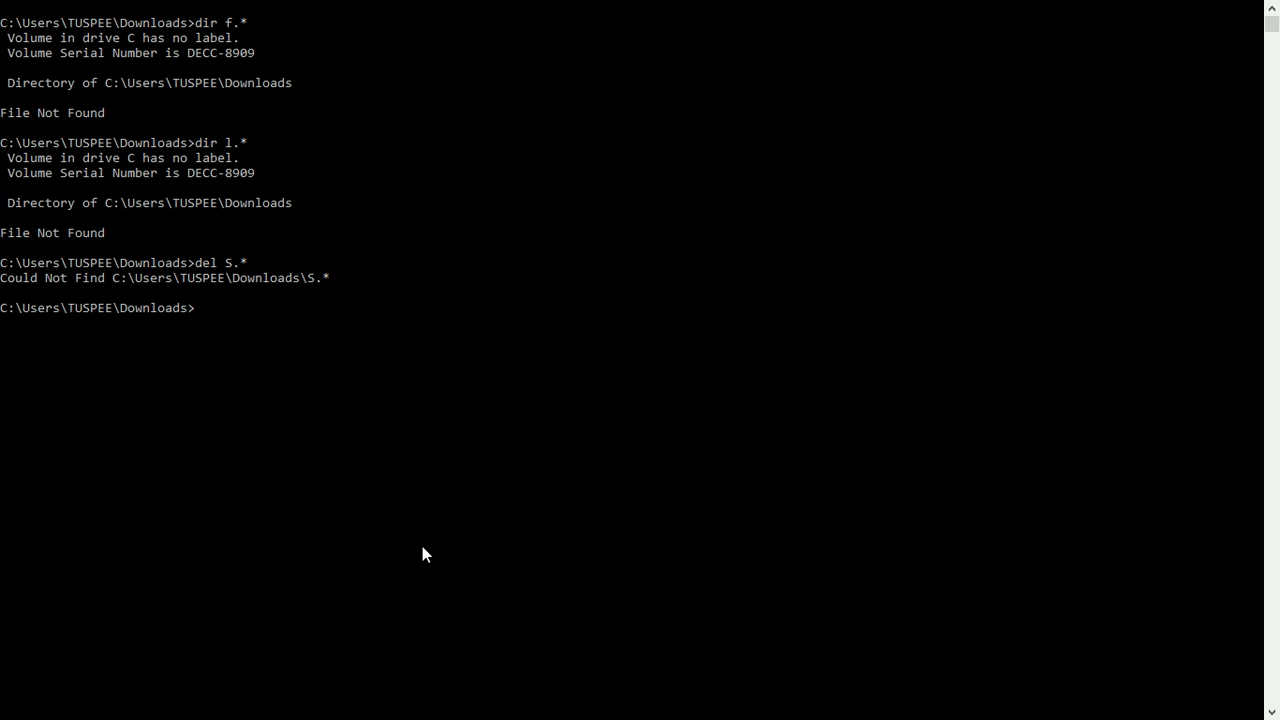 C:\Users\TUSPEE\Downloads>dir f.*
Volume in drive C has no label.
Volume Serial Number is DECC-8909
Directory of C:\Users\TUSPEE\Downloads
File Not Found
C:\Users\TUSPEE\Downloads>dir l.*
Volume in drive C has no label.
Volume Serial Number is DECC-8909
Directory of C:\Users\TUSPEE\Downloads
File Not Found
C:\Users\TUSPEE\Downloads>del S.*
Could Not Find C:\Users\TUSPEE\Downloads\S.*
C:\Users\TUSPEE\Downloads>